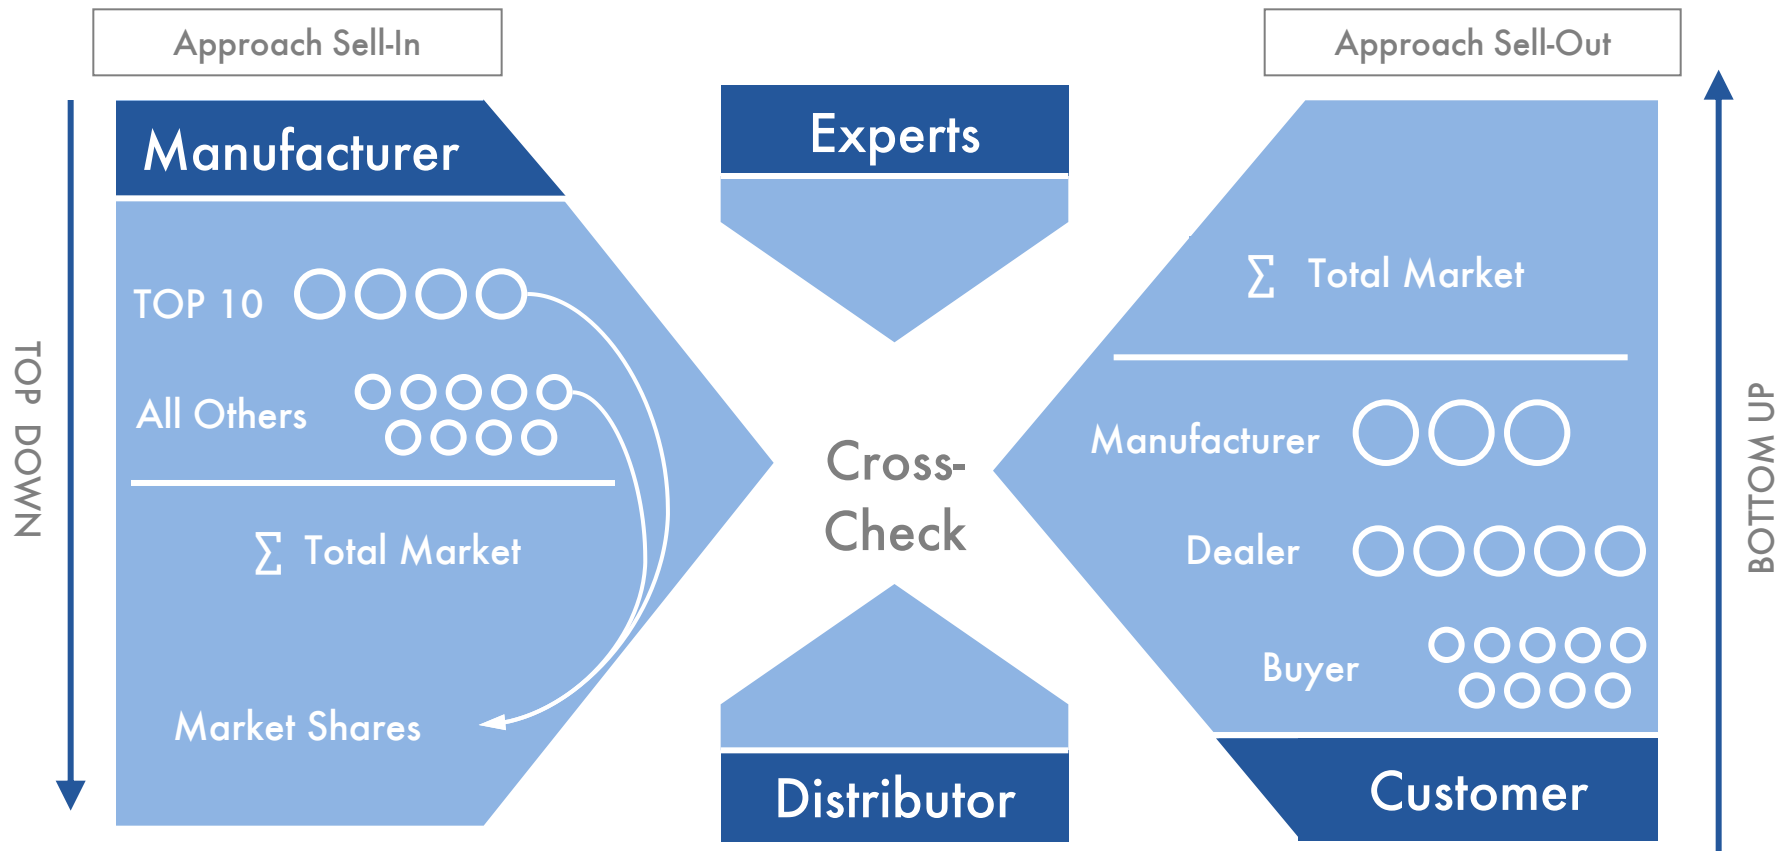 Approach Sell-In
Approach Sell-Out
TOP DOWN
Manufacturer
TOP 10
All Others
∑ Total Market
Market Shares
Experts
Cross-
Check
Distributor
∑ Total Market
Manufacturer
Dealer
Buyer
Customer
BOTTOM UP